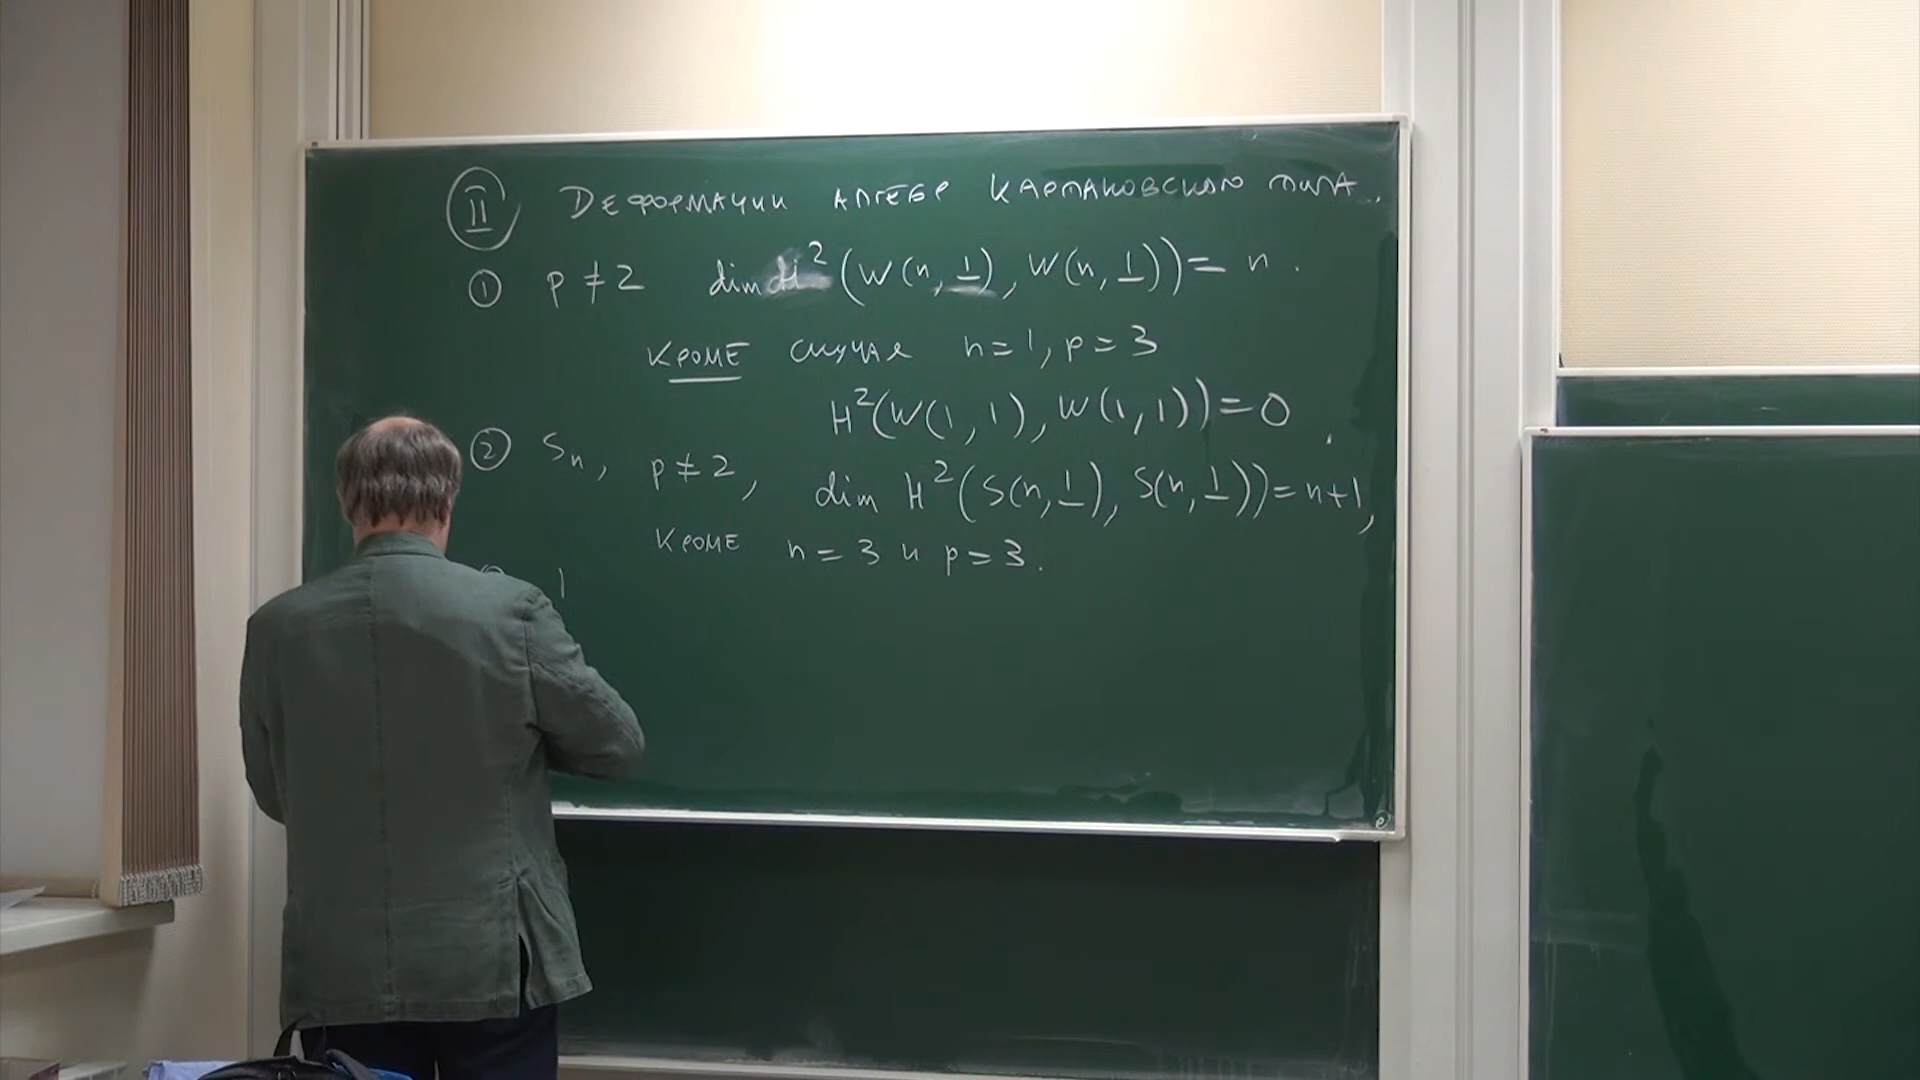 II Деформации алгебр картановского типа.
① p ≠ 2 dim H²(W(n, 1), W(n, 1)) = n.
кроме случая n = 1, p = 3
H²(W(1, 1), W(1, 1)) = 0.
② Sn, p ≠ 2, dim H²(S(n, 1), S(n, 1)) = n+1,
кроме n = 3 и p = 3.